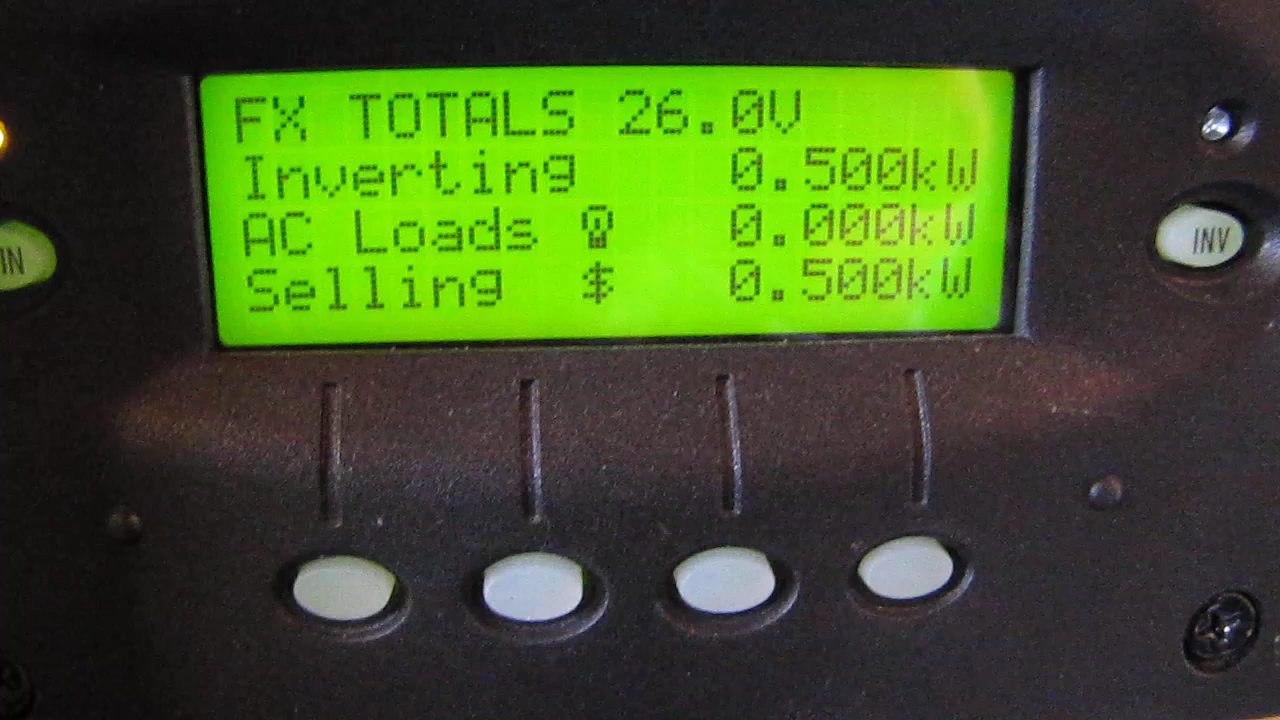 FX TOTALS 26.0V
Inverting 0.500kW
AC Loads 0.000kW
Selling $ 0.500kW
IN
INV